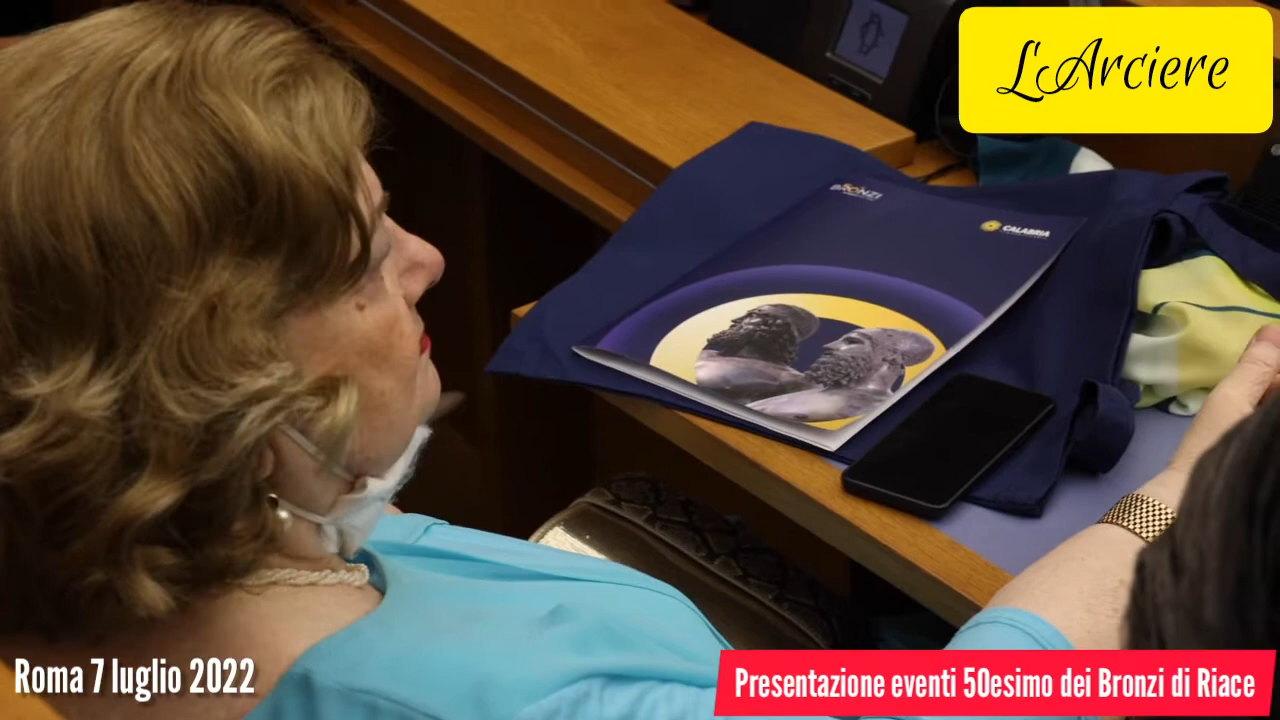 L'Arciere
BRONZI
CALABRIA
Roma 7 luglio 2022
Presentazione eventi 50esimo dei Bronzi di Riace